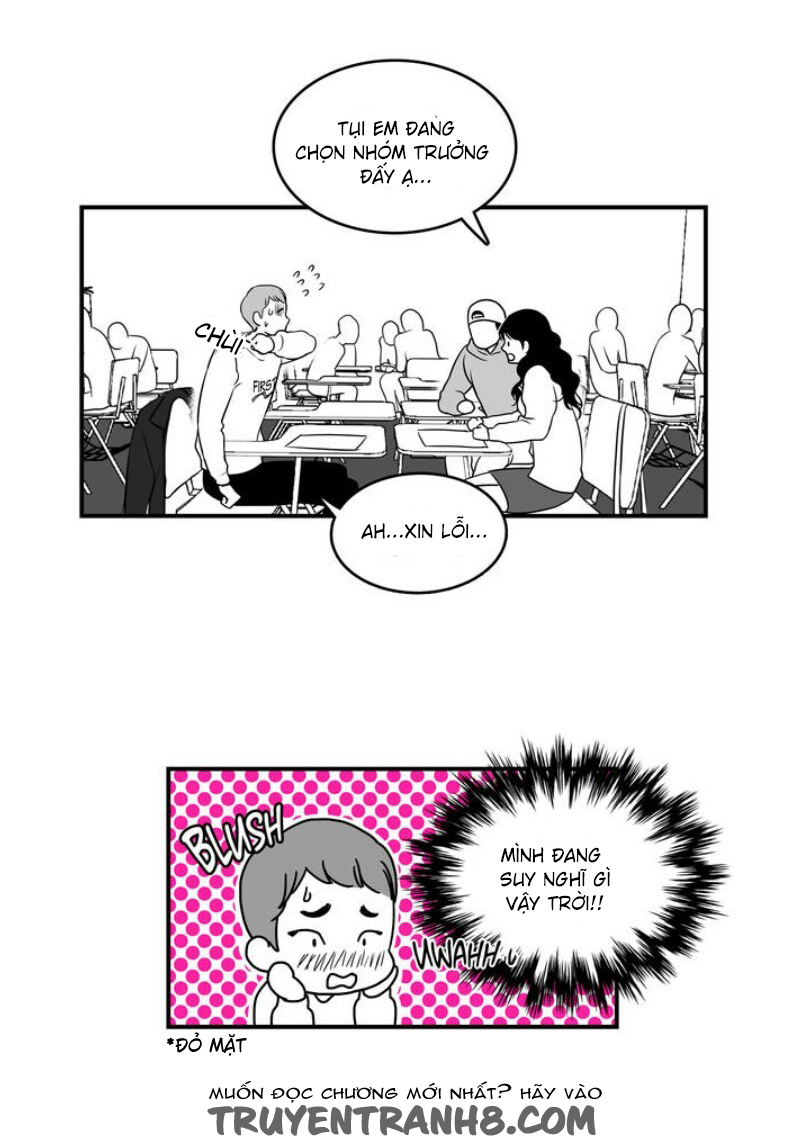 TỤI EM ĐANG
CHỌN NHÓM TRƯỞNG
ĐẤY Ạ...
CHÙI
FIRST
AH...XIN LỖI...
BLUSH
MÌNH ĐANG
SUY NGHĨ GÌ
VẬY TRỜI!!
UWAHH
*ĐỎ MẶT
MUỐN ĐỌC CHƯƠNG MỚI NHẤT? HÃY VÀO
TRUYENTRANH8.COM